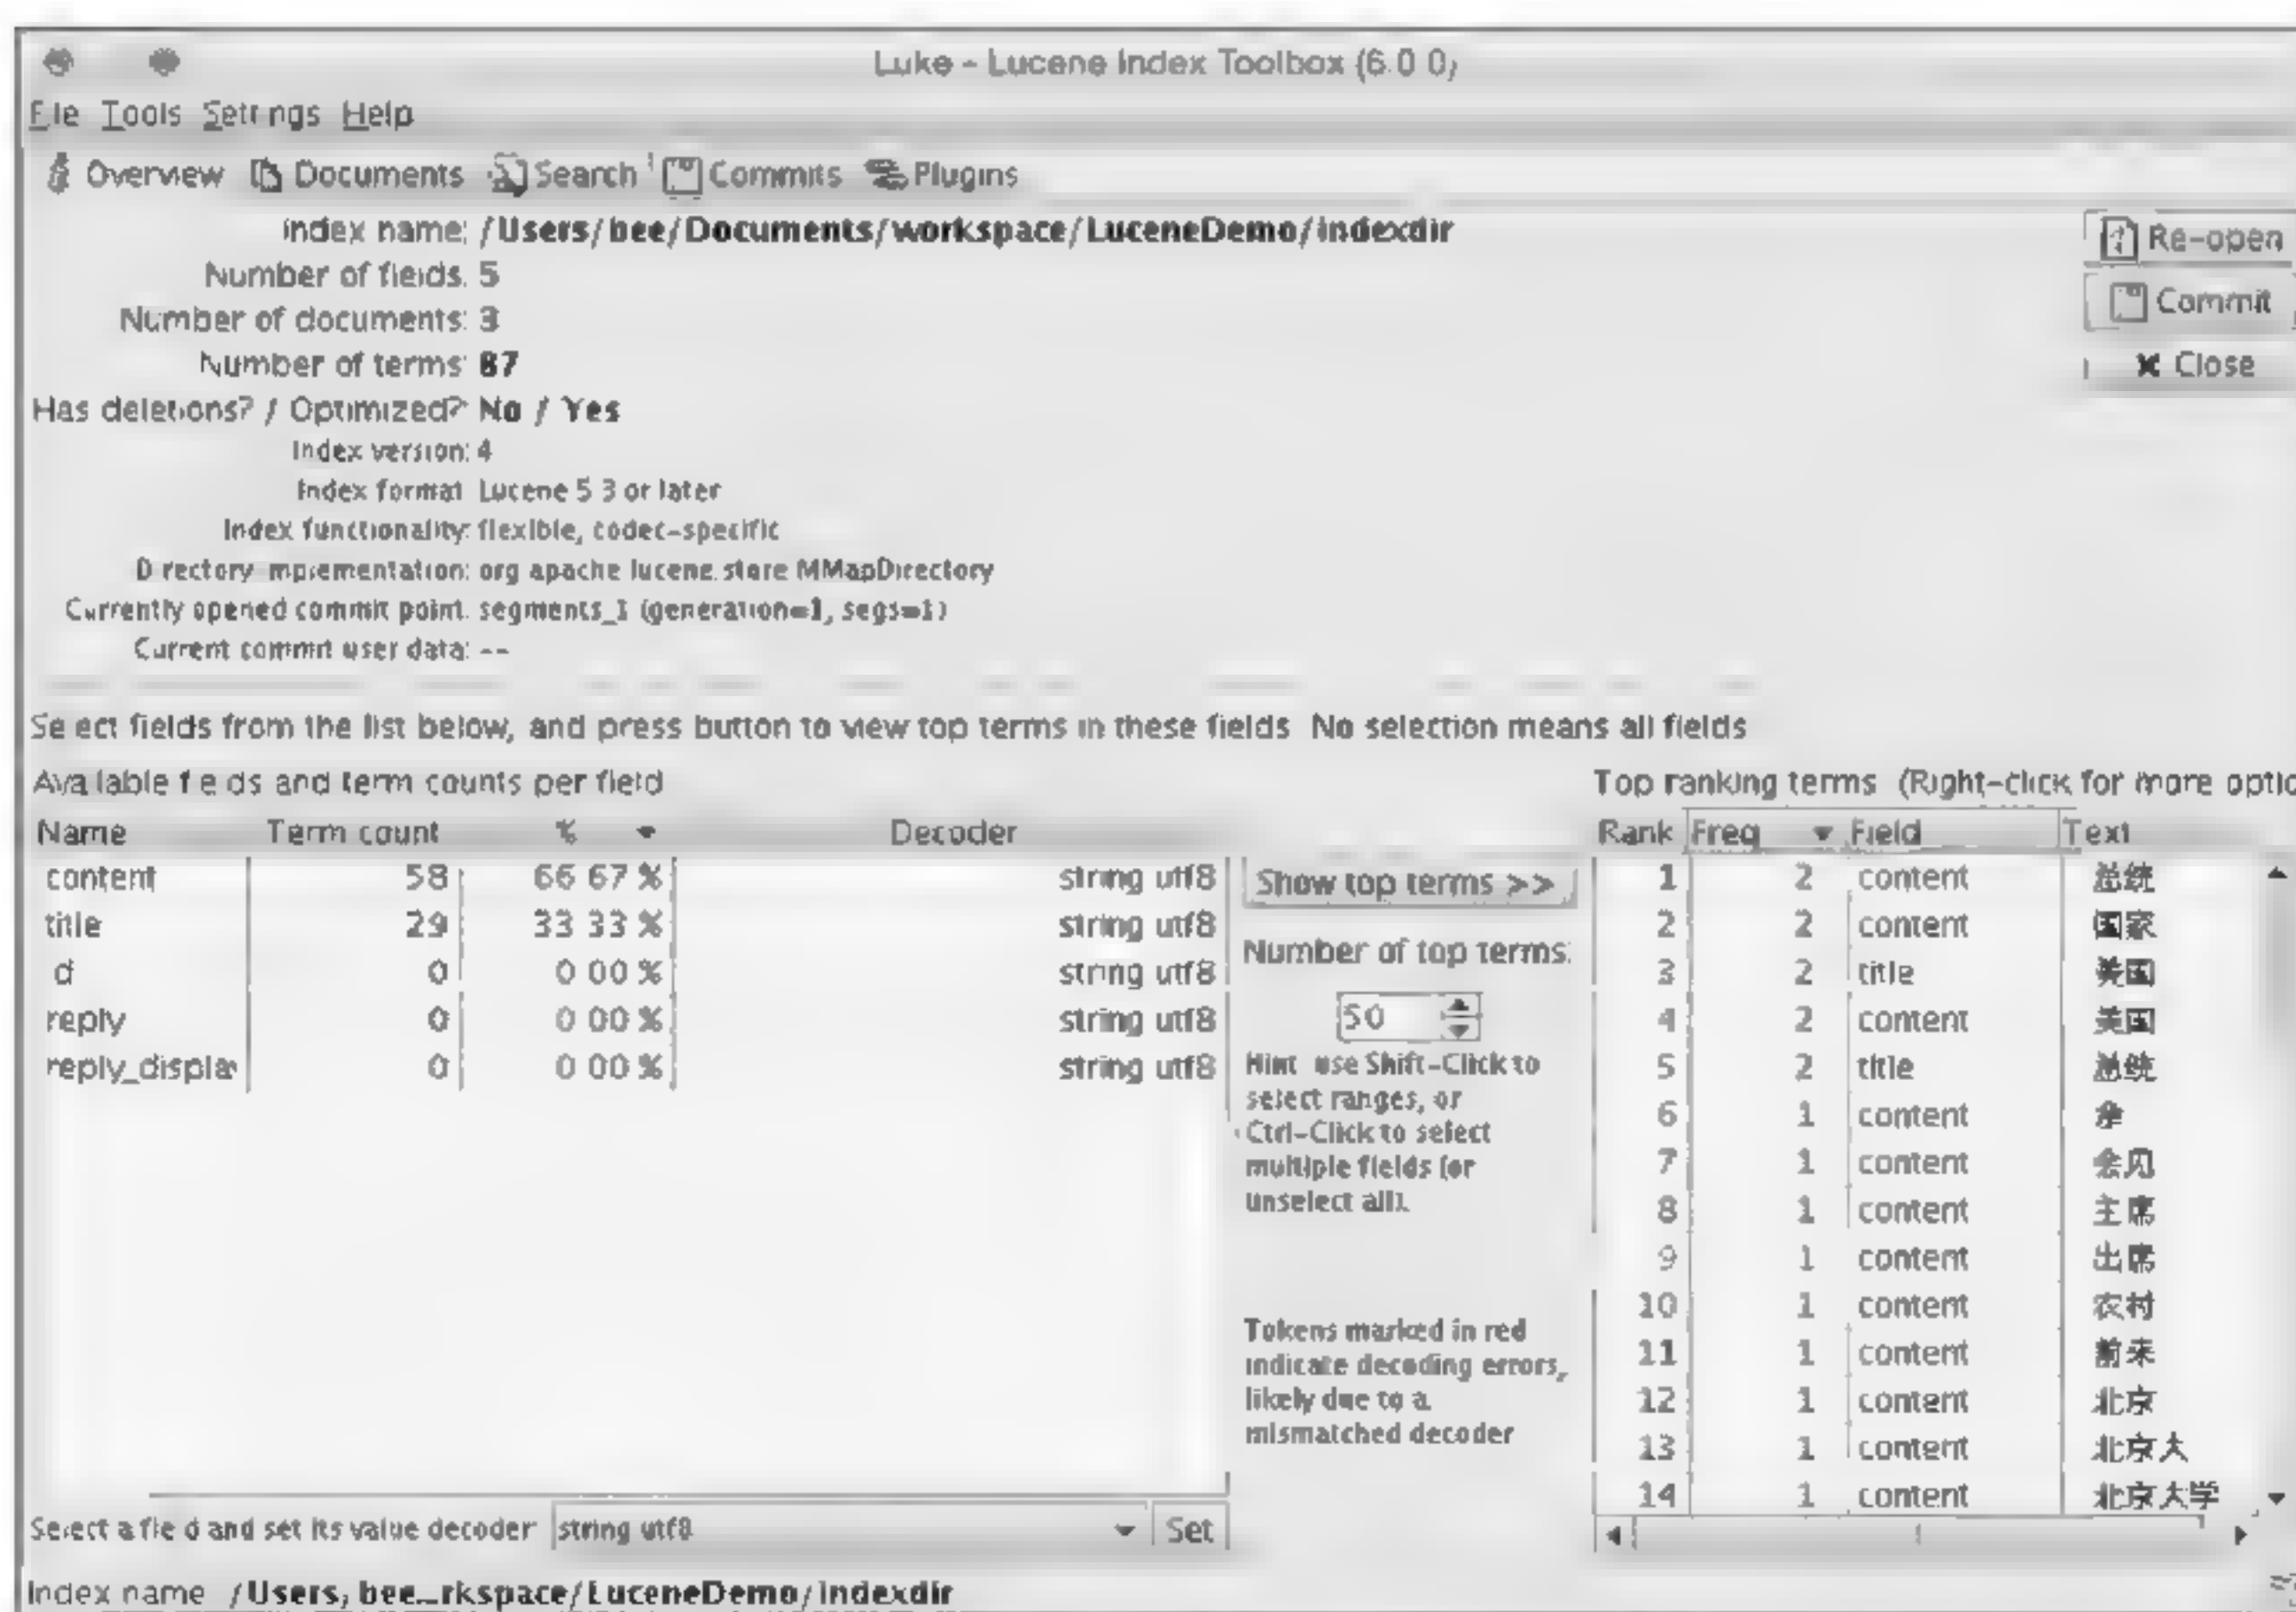 Luke - Lucene Index Toolbox (6.0.0)
File Tools Settings Help
Overview Documents Search Commits Plugins
Index name: /Users/bee/Documents/workspace/LuceneDemo/indexdir
Re-open
Number of fields: 5
Number of documents: 3
Commit
Number of terms: 87
Close
Has deletions? / Optimized? No / Yes
Index version: 4
Index format: Lucene 5.3 or later
Index functionality: flexible, codec-specific
Directory implementation: org.apache.lucene.store.MMapDirectory
Currently opened commit point: segments_1 (generation=1, segs=1)
Current commit user data: --
Select fields from the list below, and press button to view top terms in these fields. No selection means all fields.
Available fields and term counts per field
Name Term count % Decoder
content 58 66.67 % string utf8
title 29 33.33 % string utf8
id 0 0.00 % string utf8
reply 0 0.00 % string utf8
reply_display 0 0.00 % string utf8
Select a field and set its value decoder: string utf8 Set
Show top terms >>
Number of top terms:
50
Hint: use Shift-Click to
select ranges, or
Ctrl-Click to select
multiple fields (or
unselect all).
Tokens marked in red
indicate decoding errors,
likely due to a
mismatched decoder
Top ranking terms. (Right-click for more optio
Rank Freq Field Text
1 2 content 总统
2 2 content 国家
3 2 title 美国
4 2 content 美国
5 2 title 总统
6 1 content
7 1 content 会见
8 1 content 主席
9 1 content 出席
10 1 content 农村
11 1 content 前来
12 1 content 北京
13 1 content 北京大
14 1 content 北京大学
Index name: /Users/bee...rkspace/LuceneDemo/indexdir